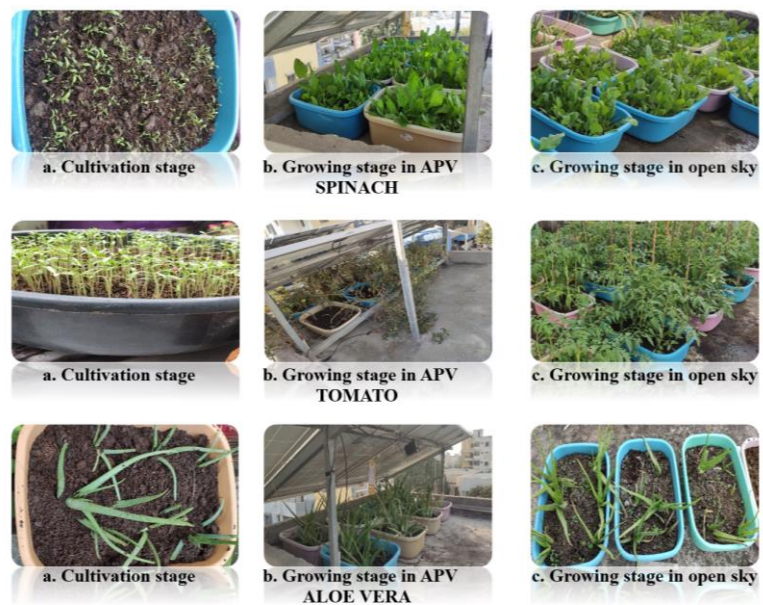 a. Cultivation stage
b. Growing stage in APV
c. Growing stage in open sky
SPINACH
a. Cultivation stage
b. Growing stage in APV
c. Growing stage in open sky
TOMATO
a. Cultivation stage
b. Growing stage in APV
c. Growing stage in open sky
ALOE VERA